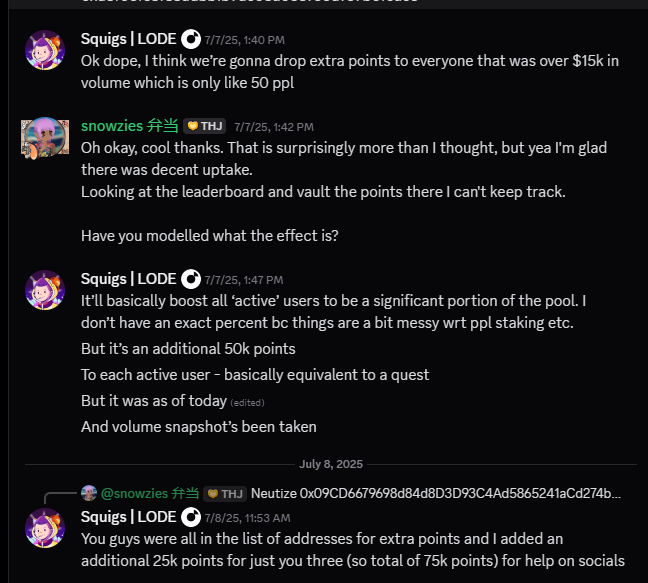 Squigs | LODE 7/7/25, 1:40 PM
Ok dope, I think we're gonna drop extra points to everyone that was over $15k in
volume which is only like 50 ppl
snowzies 弁当 THJ 7/7/25, 1:42 PM
Oh okay, cool thanks. That is surprisingly more than I thought, but yea I'm glad
there was decent uptake.
Looking at the leaderboard and vault the points there I can't keep track.
Have you modelled what the effect is?
Squigs | LODE 7/7/25, 1:47 PM
It'll basically boost all 'active' users to be a significant portion of the pool. I
don't have an exact percent bc things are a bit messy wrt ppl staking etc.
But it's an additional 50k points
To each active user - basically equivalent to a quest
But it was as of today (edited)
And volume snapshot's been taken
July 8, 2025
@snowzies 弁当 THJ Neutize 0x09CD6679698d84d8D3D93C4Ad5865241aCd274b...
Squigs | LODE 7/8/25, 11:53 AM
You guys were all in the list of addresses for extra points and I added an
additional 25k points for just you three (so total of 75k points) for help on socials